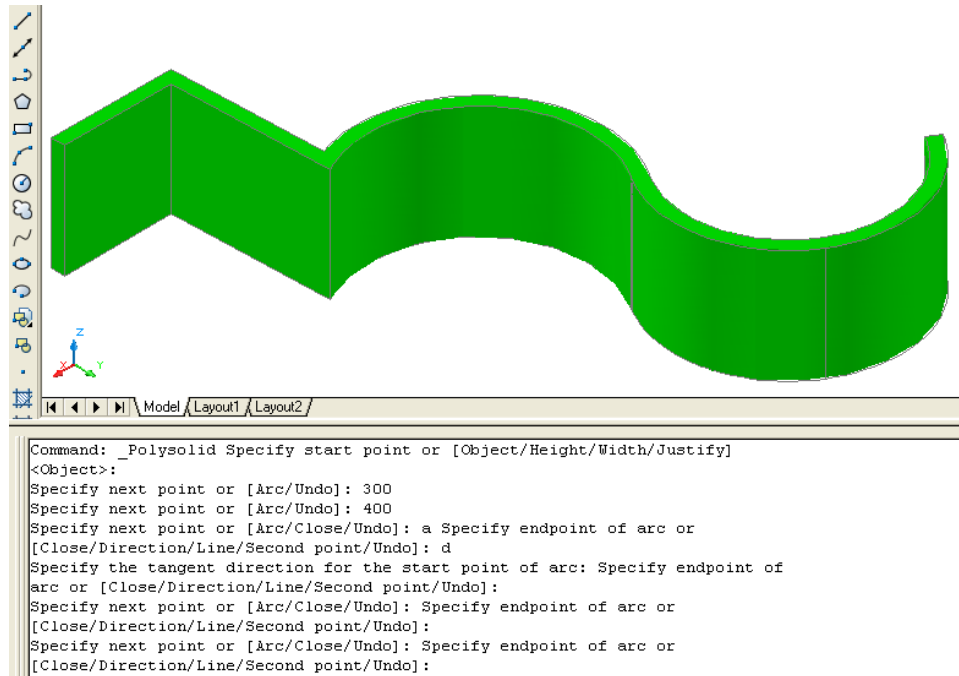 Z
X
Y
Model
Layout1
Layout2
Command: _Polysolid Specify start point or [Object/Height/Width/Justify]
<Object>:
Specify next point or [Arc/Undo]: 300
Specify next point or [Arc/Undo]: 400
Specify next point or [Arc/Close/Undo]: a Specify endpoint of arc or
[Close/Direction/Line/Second point/Undo]: d
Specify the tangent direction for the start point of arc: Specify endpoint of
arc or [Close/Direction/Line/Second point/Undo]:
Specify next point or [Arc/Close/Undo]: Specify endpoint of arc or
[Close/Direction/Line/Second point/Undo]:
Specify next point or [Arc/Close/Undo]: Specify endpoint of arc or
[Close/Direction/Line/Second point/Undo]: